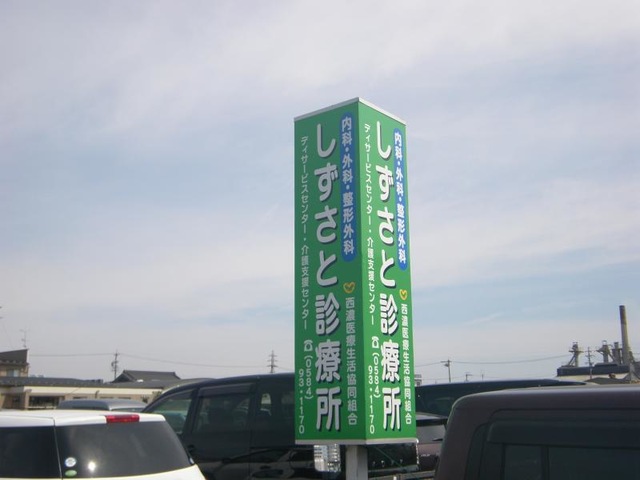 内科・外科・整形外科
しずさと診療所
デイサービスセンター・介護支援センター
西濃医療生活協同組合
☎(0584)
93・1170
内科・外科・整形外科
しずさと診療所
デイサービスセンター・介護支援センター
西濃医療生活協同組合
☎(0584)
93・1170